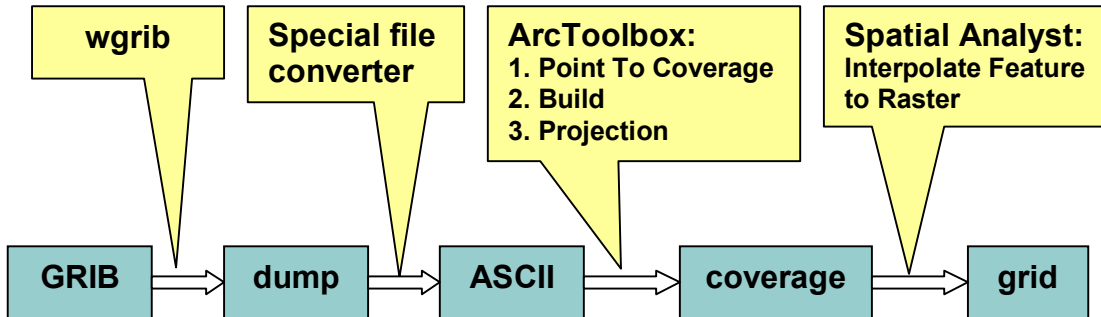 wgrib
Special file
converter
ArcToolbox:
1. Point To Coverage
2. Build
3. Projection
Spatial Analyst:
Interpolate Feature
to Raster
GRIB
dump
ASCII
coverage
grid